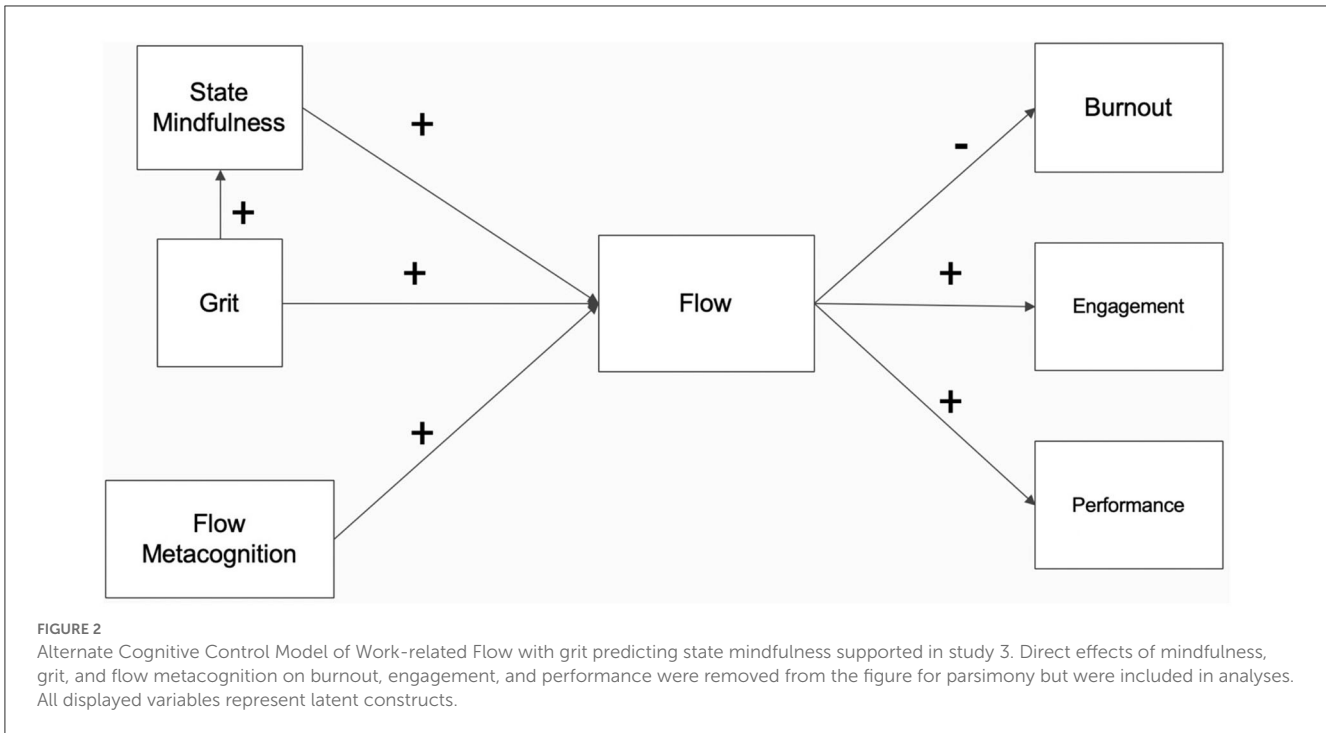 State
Mindfulness
+
+
Grit
+
Flow
Metacognition
+
Flow
-
+
+
Burnout
Engagement
Performance
FIGURE 2
Alternate Cognitive Control Model of Work-related Flow with grit predicting state mindfulness supported in study 3. Direct effects of mindfulness,
grit, and flow metacognition on burnout, engagement, and performance were removed from the figure for parsimony but were included in analyses.
All displayed variables represent latent constructs.